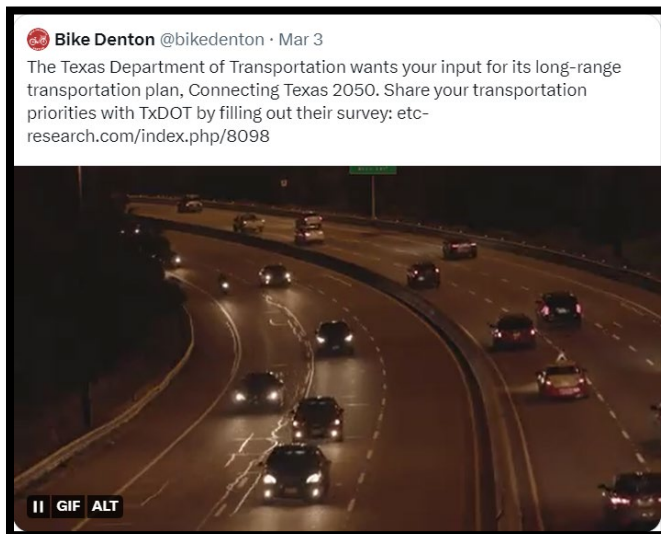 Bike Denton @bikedenton · Mar 3
The Texas Department of Transportation wants your input for its long-range
transportation plan, Connecting Texas 2050. Share your transportation
priorities with TxDOT by filling out their survey: etc-
research.com/index.php/8098
GIF ALT